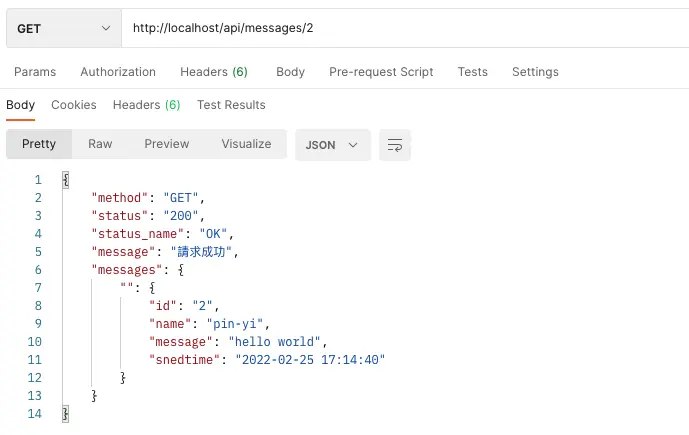 GET http://localhost/api/messages/2
Params Authorization Headers (6) Body Pre-request Script Tests Settings
Body Cookies Headers (6) Test Results
Pretty Raw Preview Visualize JSON
1 {
2 "method": "GET",
3 "status": "200",
4 "status_name": "OK",
5 "message": "請求成功",
6 "messages": {
7 "": {
8 "id": "2",
9 "name": "pin-yi",
10 "message": "hello world",
11 "snedtime": "2022-02-25 17:14:40"
12 }
13 }
14 }